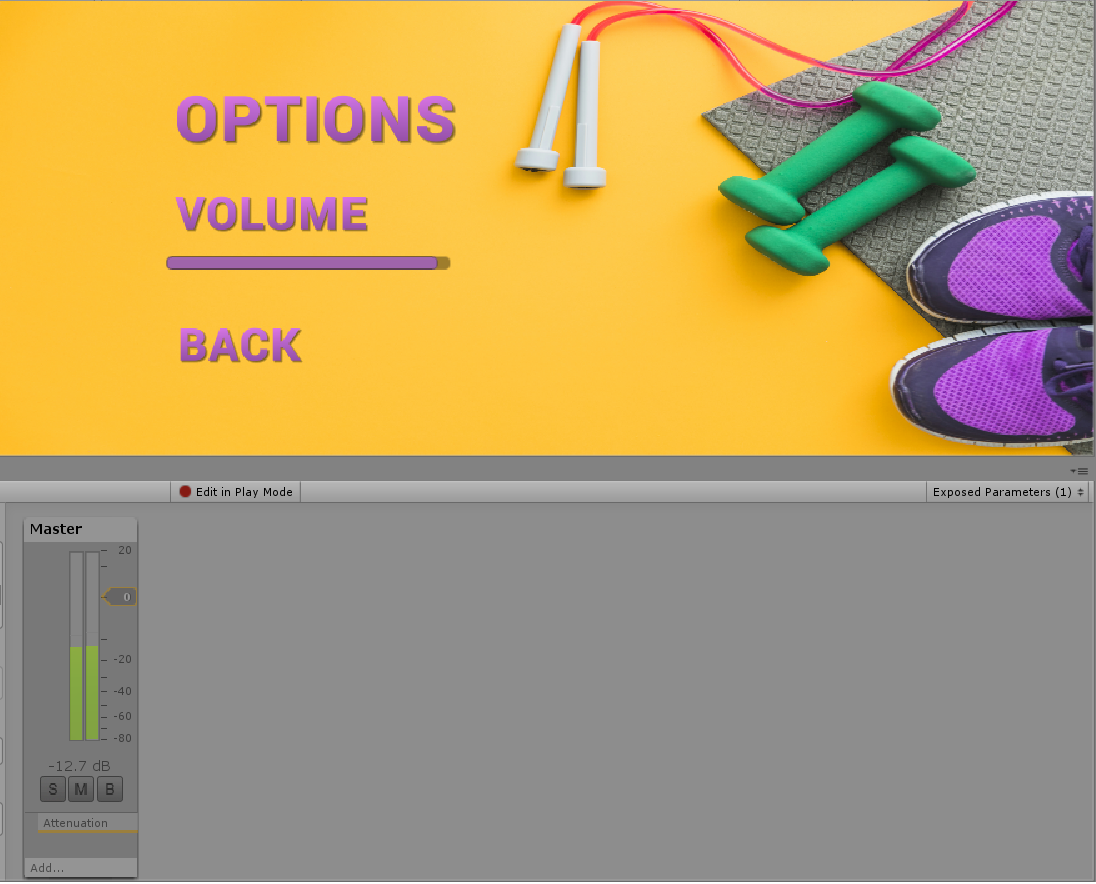 OPTIONS
VOLUME
BACK
Edit in Play Mode
Exposed Parameters (1)
Master
20
0
-20
-40
-60
-80
-12.7 dB
S M B
Attenuation
Add...